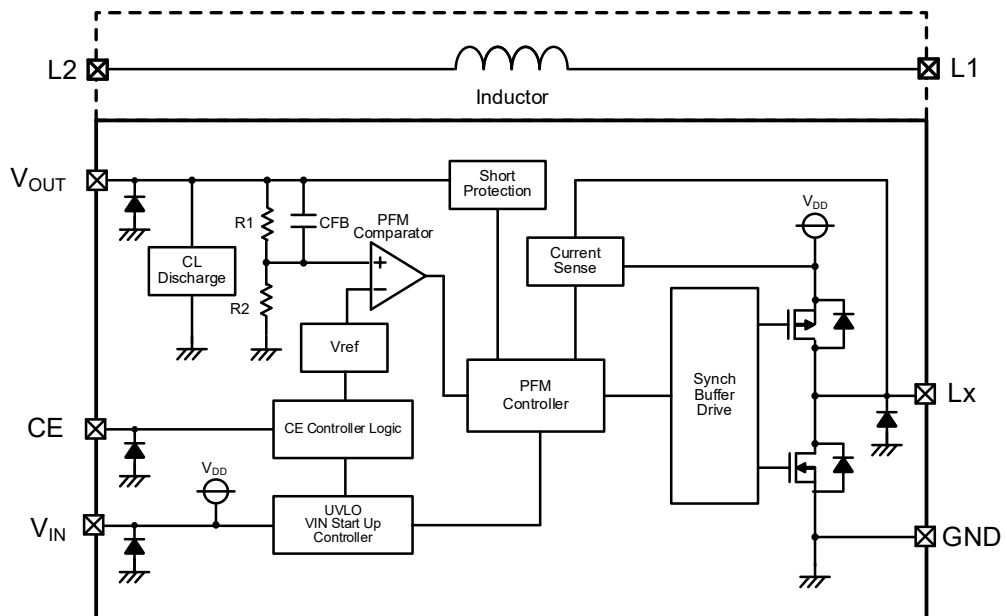 L2
L1
Inductor
VOUT
Short
Protection
VDD
R1
CFB
PFM
Comparator
CL
Discharge
Current
Sense
+
−
R2
Vref
PFM
Controller
Synch
Buffer
Drive
Lx
CE
CE Controller Logic
VDD
VIN
UVLO
VIN Start Up
Controller
GND